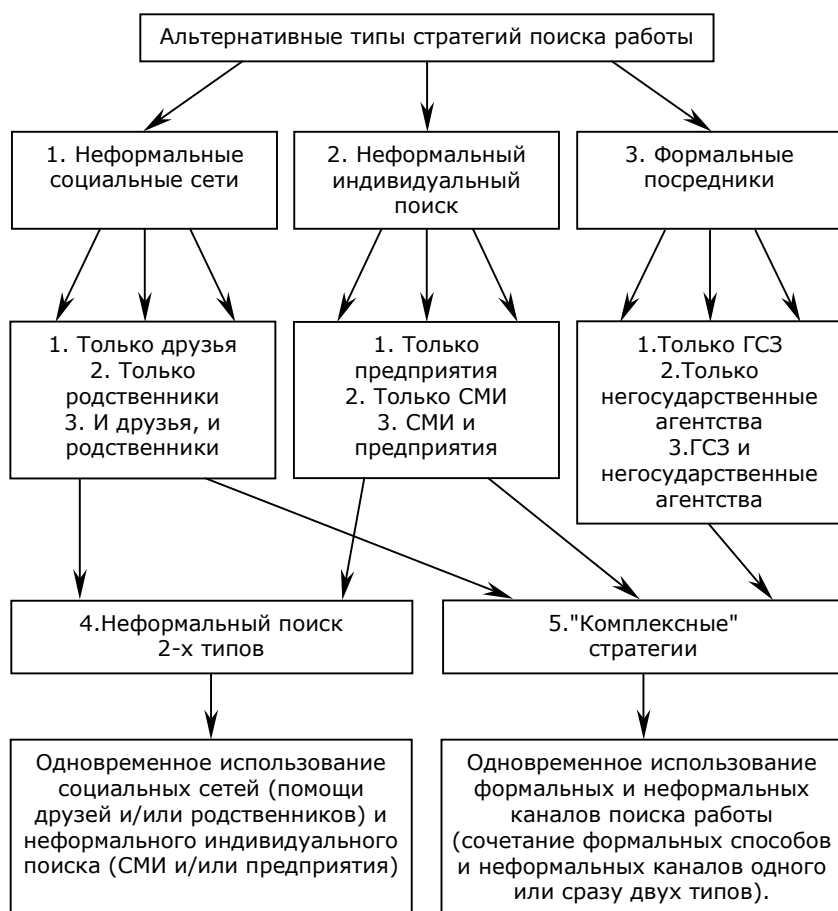 Альтернативные типы стратегий поиска работы
1. Неформальные
социальные сети
2. Неформальный
индивидуальный
поиск
3. Формальные
посредники
1. Только друзья
2. Только
родственники
3. И друзья, и
родственники
1. Только
предприятия
2. Только СМИ
3. СМИ и
предприятия
1.Только ГСЗ
2.Только
негосударственные
агентства
3.ГСЗ и
негосударственные
агентства
4.Неформальный поиск
2-х типов
5."Комплексные"
стратегии
Одновременное использование
социальных сетей (помощи
друзей и/или родственников) и
неформального индивидуального
поиска (СМИ и/или предприятия)
Одновременное использование
формальных и неформальных
каналов поиска работы
(сочетание формальных способов
и неформальных каналов одного
или сразу двух типов).